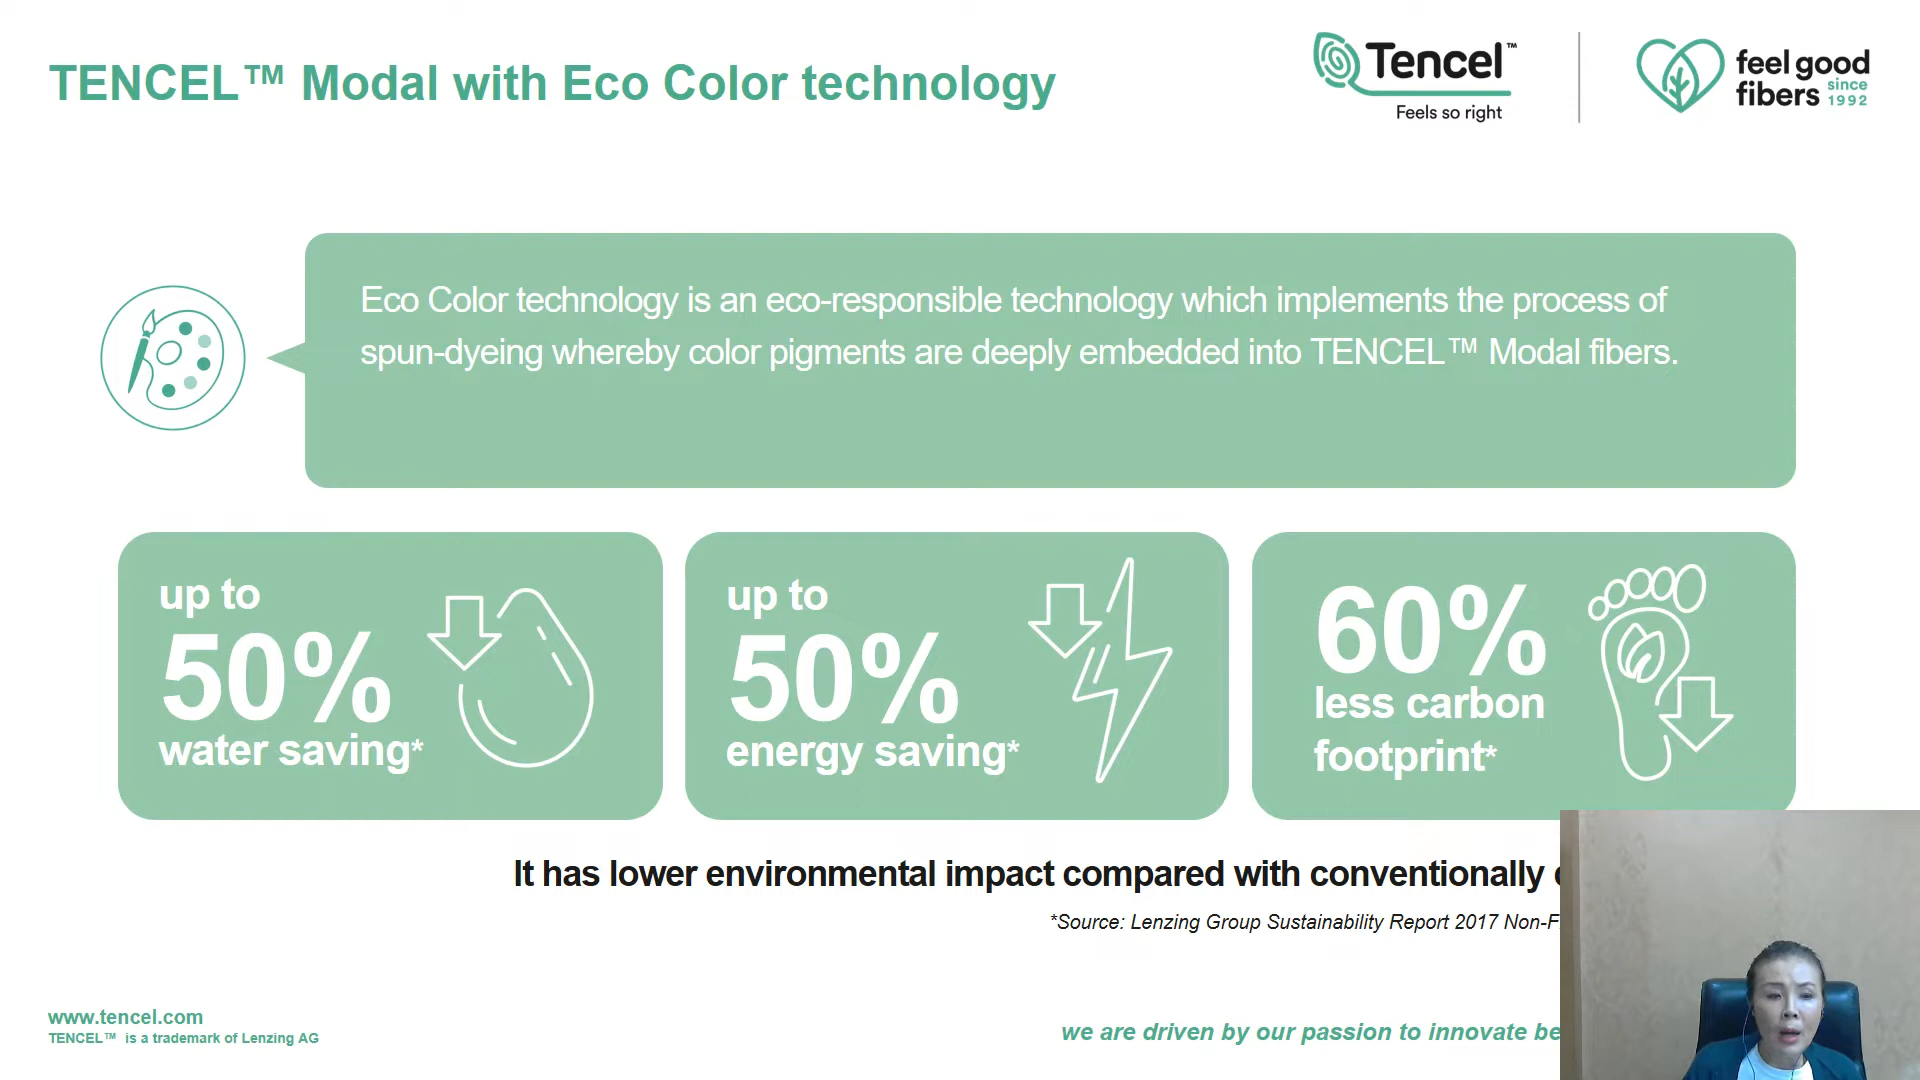 TENCEL™ Modal with Eco Color technology
Tencel™
Feels so right
feel good
fibers since
1992
Eco Color technology is an eco-responsible technology which implements the process of
spun-dyeing whereby color pigments are deeply embedded into TENCEL™ Modal fibers.
up to
50%
water saving*
up to
50%
energy saving*
60%
less carbon
footprint*
It has lower environmental impact compared with conventionally
*Source: Lenzing Group Sustainability Report 2017
www.tencel.com
TENCEL™ is a trademark of Lenzing AG
we are driven by our passion to innovate